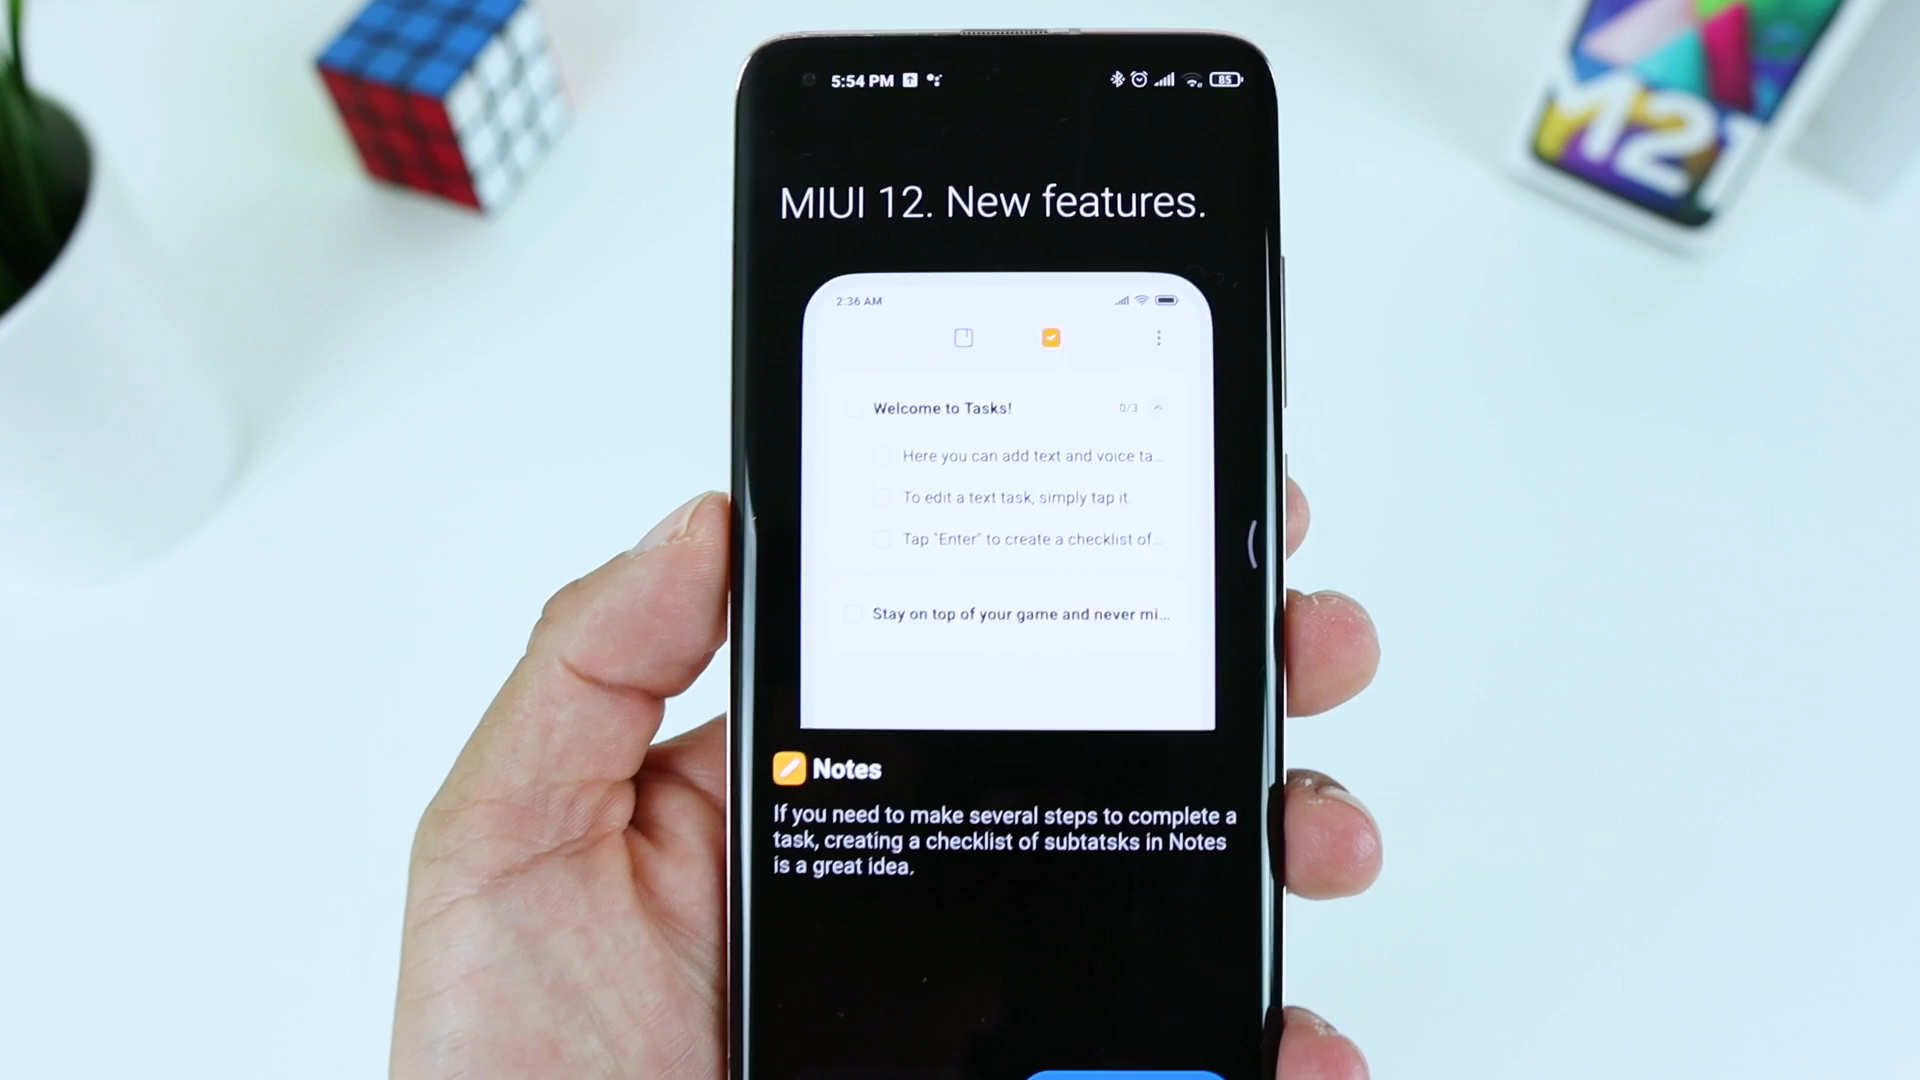 5:54 PM
85
MIUI 12. New features.
2:36 AM
Welcome to Tasks!
0/3
Here you can add text and voice ta...
To edit a text task, simply tap it.
Tap "Enter" to create a checklist of...
Stay on top of your game and never mi...
Notes
If you need to make several steps to complete a
task, creating a checklist of subtatsks in Notes
is a great idea.
M21